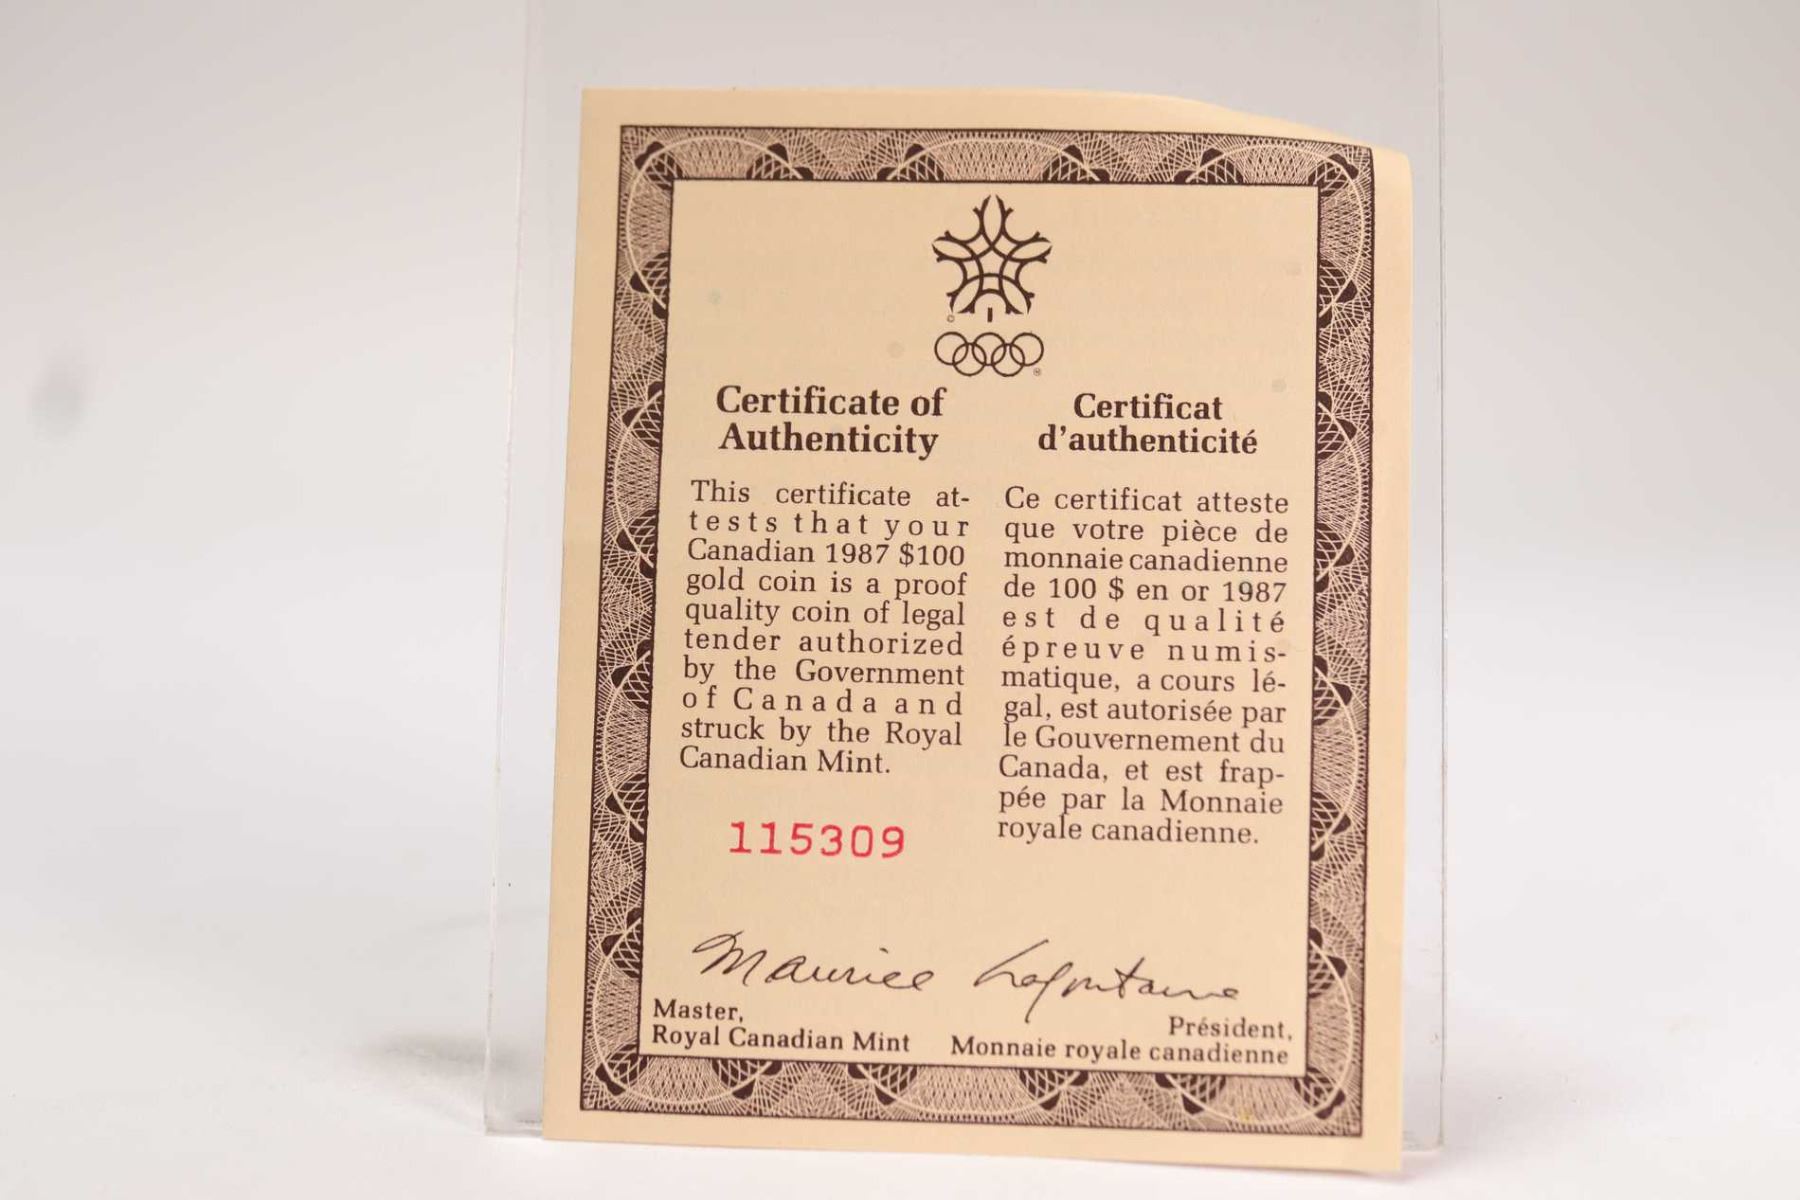 Certificate of
Authenticity
This certificate at-
tests that your
Canadian 1987 $100
gold coin is a proof
quality coin of legal
tender authorized
by the Government
of Canada and
struck by the Royal
Canadian Mint.
115309
Certificat
d'authenticité
Ce certificat atteste
que votre pièce de
monnaie canadienne
de 100 $ en or 1987
est de qualité
épreuve numis-
matique, a cours lé-
gal, est autorisée par
le Gouvernement du
Canada, et est frap-
pée par la Monnaie
royale canadienne.
Maurice Lafontaine
Master,
Royal Canadian Mint
Président,
Monnaie royale canadienne